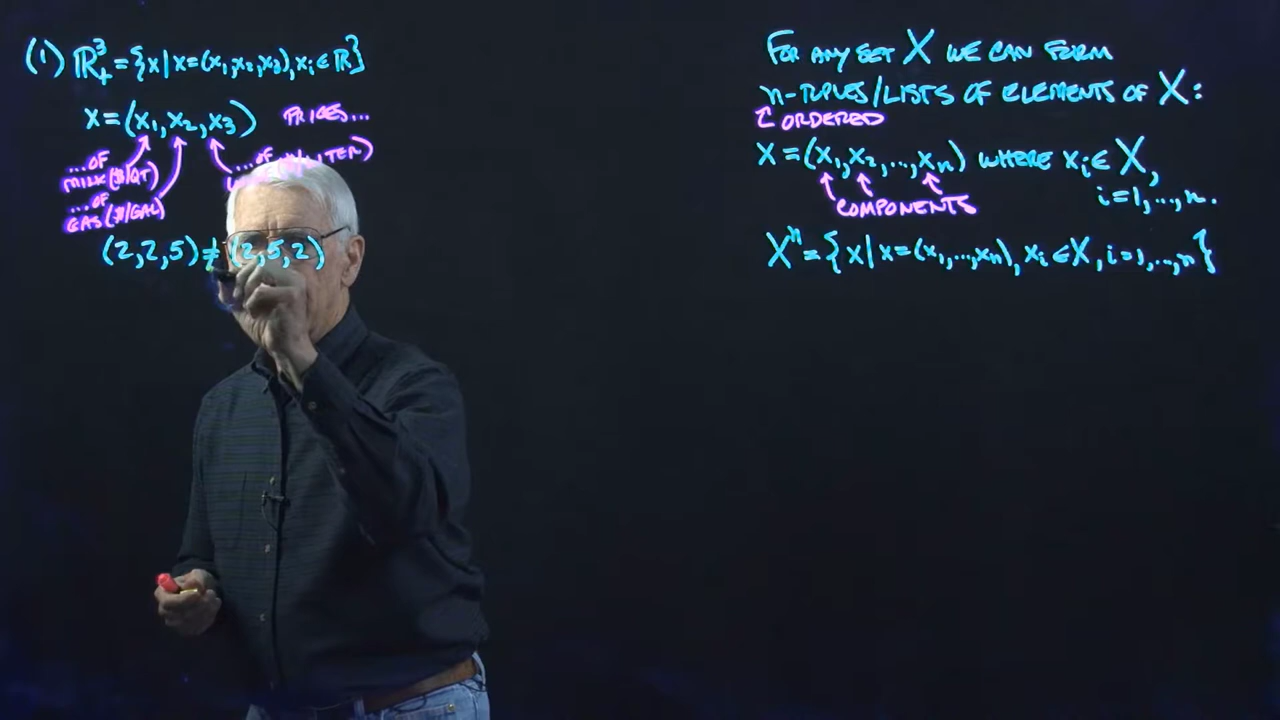 (1) ℝ³₊ = {x | x = (x₁, x₂, x₃), xᵢ ∈ ℝ}
x = (x₁, x₂, x₃) PRICES...
...OF MILK ($/QT)
...OF /LITER)
...OF GAS ($/GAL)
(2,2,5) ≠ (2,5,2)
FOR ANY SET X WE CAN FORM
n-TUPLES/LISTS OF ELEMENTS OF X:
↑ ORDERED
x = (x₁, x₂, ..., xₙ) WHERE xᵢ ∈ X,
i = 1, ..., n.
COMPONENTS
Xⁿ = {x | x = (x₁, ..., xₙ), xᵢ ∈ X, i = 1, ..., n}